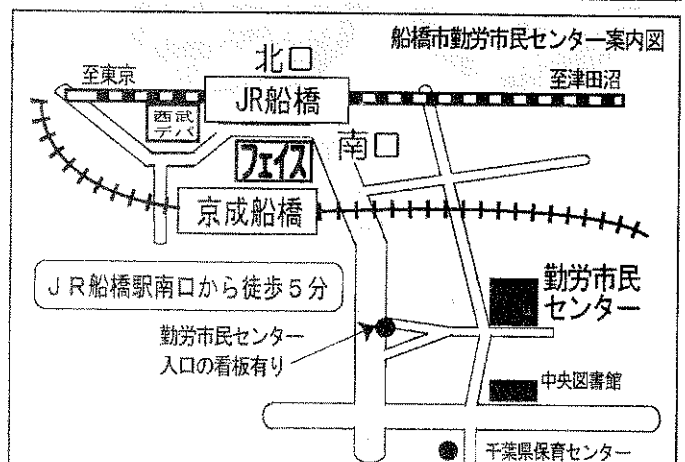 船橋市勤労市民センター案内図
北口
至東京
至津田沼
JR船橋
西武
デパ
フェイス
南口
京成船橋
JR船橋駅南口から徒歩5分
勤労市民
センター
勤労市民センター
入口の看板有り
中央図書館
千葉県保育センター